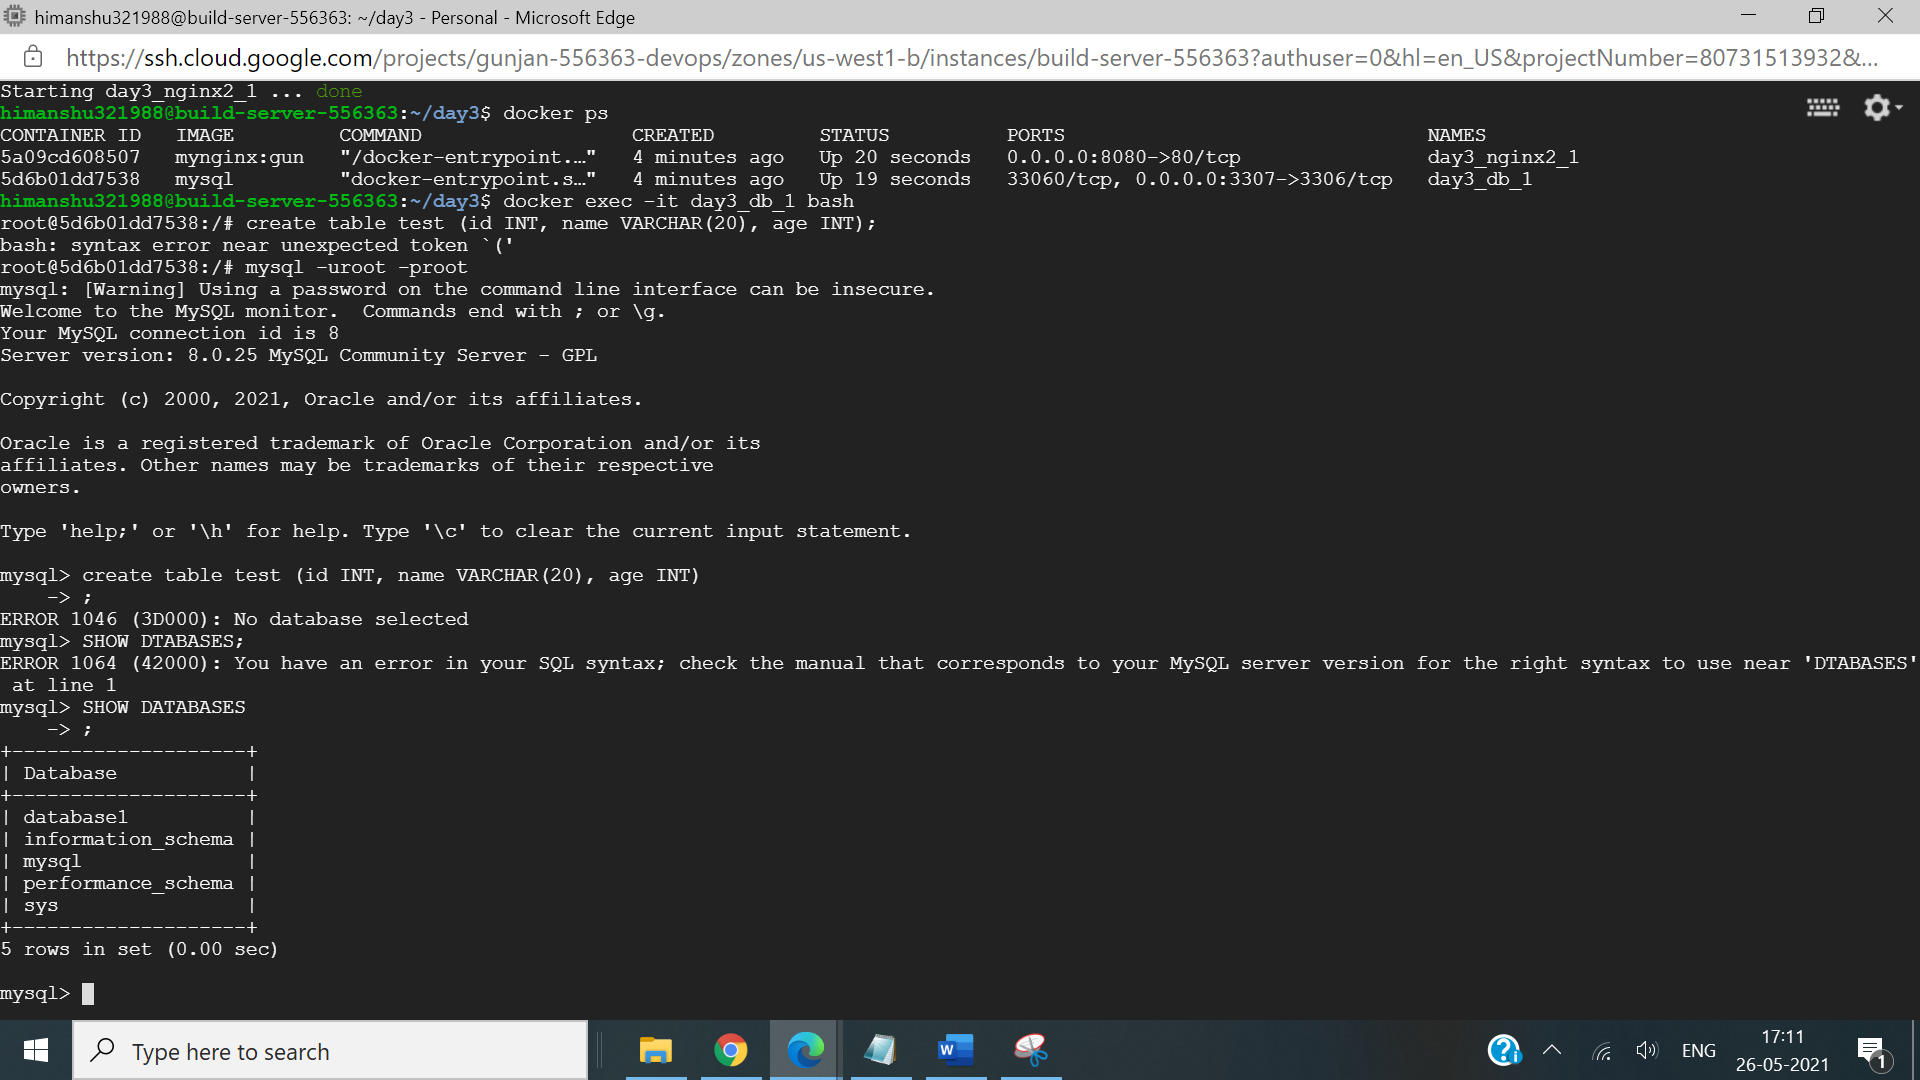 himanshu321988@build-server-556363: ~/day3 - Personal - Microsoft Edge
https://ssh.cloud.google.com/projects/gunjan-556363-devops/zones/us-west1-b/instances/build-server-556363?authuser=0&hl=en_US&projectNumber=80731513932&...
Starting day3_nginx2_1 ... done
himanshu321988@build-server-556363:~/day3$ docker ps
CONTAINER ID   IMAGE         COMMAND                  CREATED         STATUS          PORTS                               NAMES
5a09cd608507   mynginx:gun   "/docker-entrypoint.…"   4 minutes ago   Up 20 seconds   0.0.0.0:8080->80/tcp                day3_nginx2_1
5d6b01dd7538   mysql         "docker-entrypoint.s…"   4 minutes ago   Up 19 seconds   33060/tcp, 0.0.0.0:3307->3306/tcp   day3_db_1
himanshu321988@build-server-556363:~/day3$ docker exec -it day3_db_1 bash
root@5d6b01dd7538:/# create table test (id INT, name VARCHAR(20), age INT);
bash: syntax error near unexpected token `('
root@5d6b01dd7538:/# mysql -uroot -proot
mysql: [Warning] Using a password on the command line interface can be insecure.
Welcome to the MySQL monitor.  Commands end with ; or \g.
Your MySQL connection id is 8
Server version: 8.0.25 MySQL Community Server - GPL
Copyright (c) 2000, 2021, Oracle and/or its affiliates.
Oracle is a registered trademark of Oracle Corporation and/or its
affiliates. Other names may be trademarks of their respective
owners.
Type 'help;' or '\h' for help. Type '\c' to clear the current input statement.
mysql> create table test (id INT, name VARCHAR(20), age INT)
    -> ;
ERROR 1046 (3D000): No database selected
mysql> SHOW DTABASES;
ERROR 1064 (42000): You have an error in your SQL syntax; check the manual that corresponds to your MySQL server version for the right syntax to use near 'DTABASES'
 at line 1
mysql> SHOW DATABASES
    -> ;
+--------------------+
| Database           |
+--------------------+
| database1          |
| information_schema |
| mysql              |
| performance_schema |
| sys                |
+--------------------+
5 rows in set (0.00 sec)
mysql>
Type here to search
ENG
17:11
26-05-2021
1